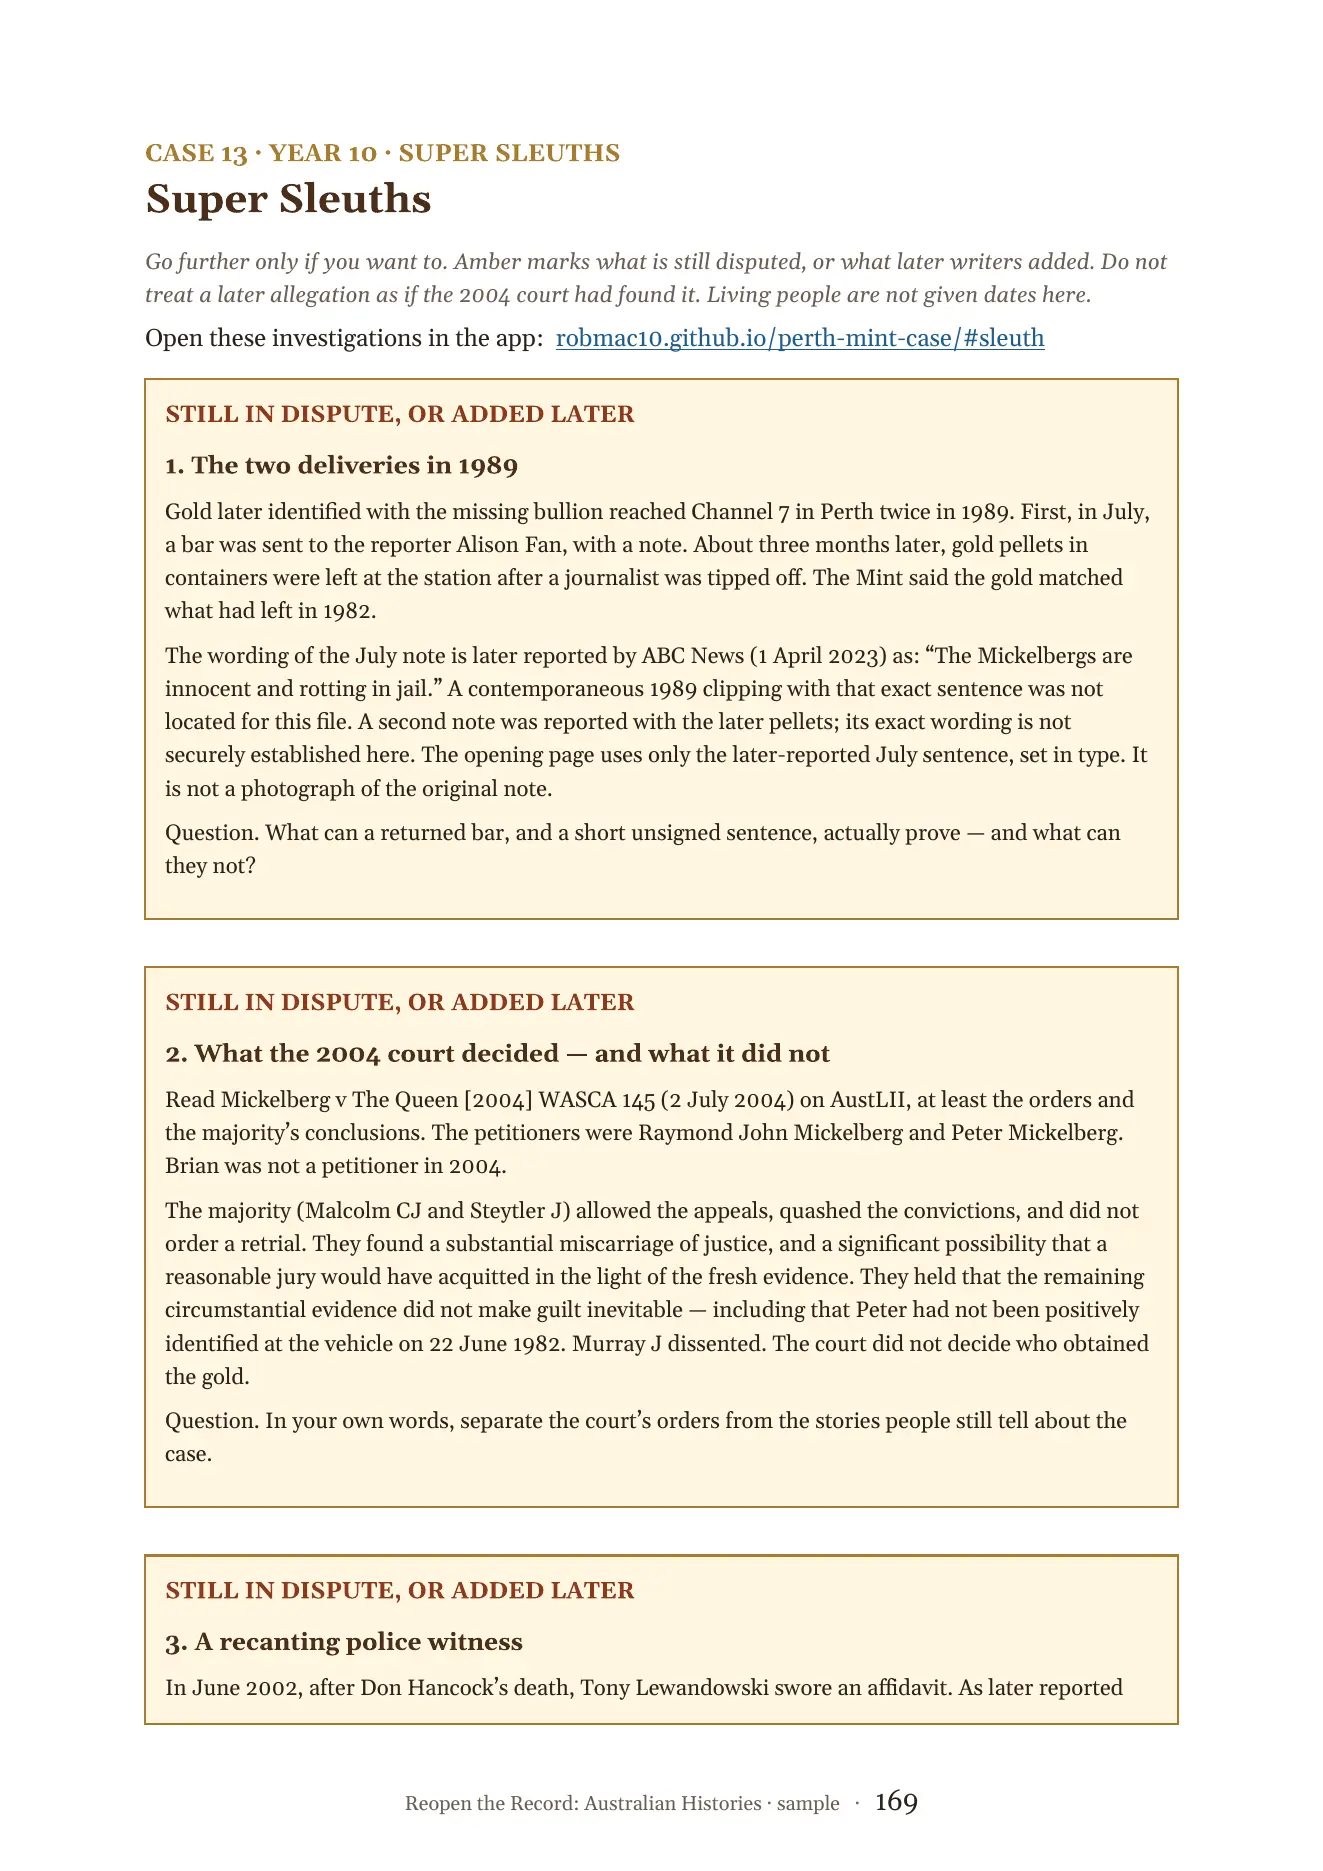 CASE 13 · YEAR 10 · SUPER SLEUTHS
Super Sleuths
Go further only if you want to. Amber marks what is still disputed, or what later writers added. Do not
treat a later allegation as if the 2004 court had found it. Living people are not given dates here.
Open these investigations in the app: robmac10.github.io/perth-mint-case/#sleuth
STILL IN DISPUTE, OR ADDED LATER
1. The two deliveries in 1989
Gold later identified with the missing bullion reached Channel 7 in Perth twice in 1989. First, in July,
a bar was sent to the reporter Alison Fan, with a note. About three months later, gold pellets in
containers were left at the station after a journalist was tipped off. The Mint said the gold matched
what had left in 1982.
The wording of the July note is later reported by ABC News (1 April 2023) as: “The Mickelbergs are
innocent and rotting in jail.” A contemporaneous 1989 clipping with that exact sentence was not
located for this file. A second note was reported with the later pellets; its exact wording is not
securely established here. The opening page uses only the later-reported July sentence, set in type. It
is not a photograph of the original note.
Question. What can a returned bar, and a short unsigned sentence, actually prove — and what can
they not?
STILL IN DISPUTE, OR ADDED LATER
2. What the 2004 court decided — and what it did not
Read Mickelberg v The Queen [2004] WASCA 145 (2 July 2004) on AustLII, at least the orders and
the majority’s conclusions. The petitioners were Raymond John Mickelberg and Peter Mickelberg.
Brian was not a petitioner in 2004.
The majority (Malcolm CJ and Steytler J) allowed the appeals, quashed the convictions, and did not
order a retrial. They found a substantial miscarriage of justice, and a significant possibility that a
reasonable jury would have acquitted in the light of the fresh evidence. They held that the remaining
circumstantial evidence did not make guilt inevitable — including that Peter had not been positively
identified at the vehicle on 22 June 1982. Murray J dissented. The court did not decide who obtained
the gold.
Question. In your own words, separate the court’s orders from the stories people still tell about the
case.
STILL IN DISPUTE, OR ADDED LATER
3. A recanting police witness
In June 2002, after Don Hancock’s death, Tony Lewandowski swore an affidavit. As later reported
Reopen the Record: Australian Histories · sample · 169